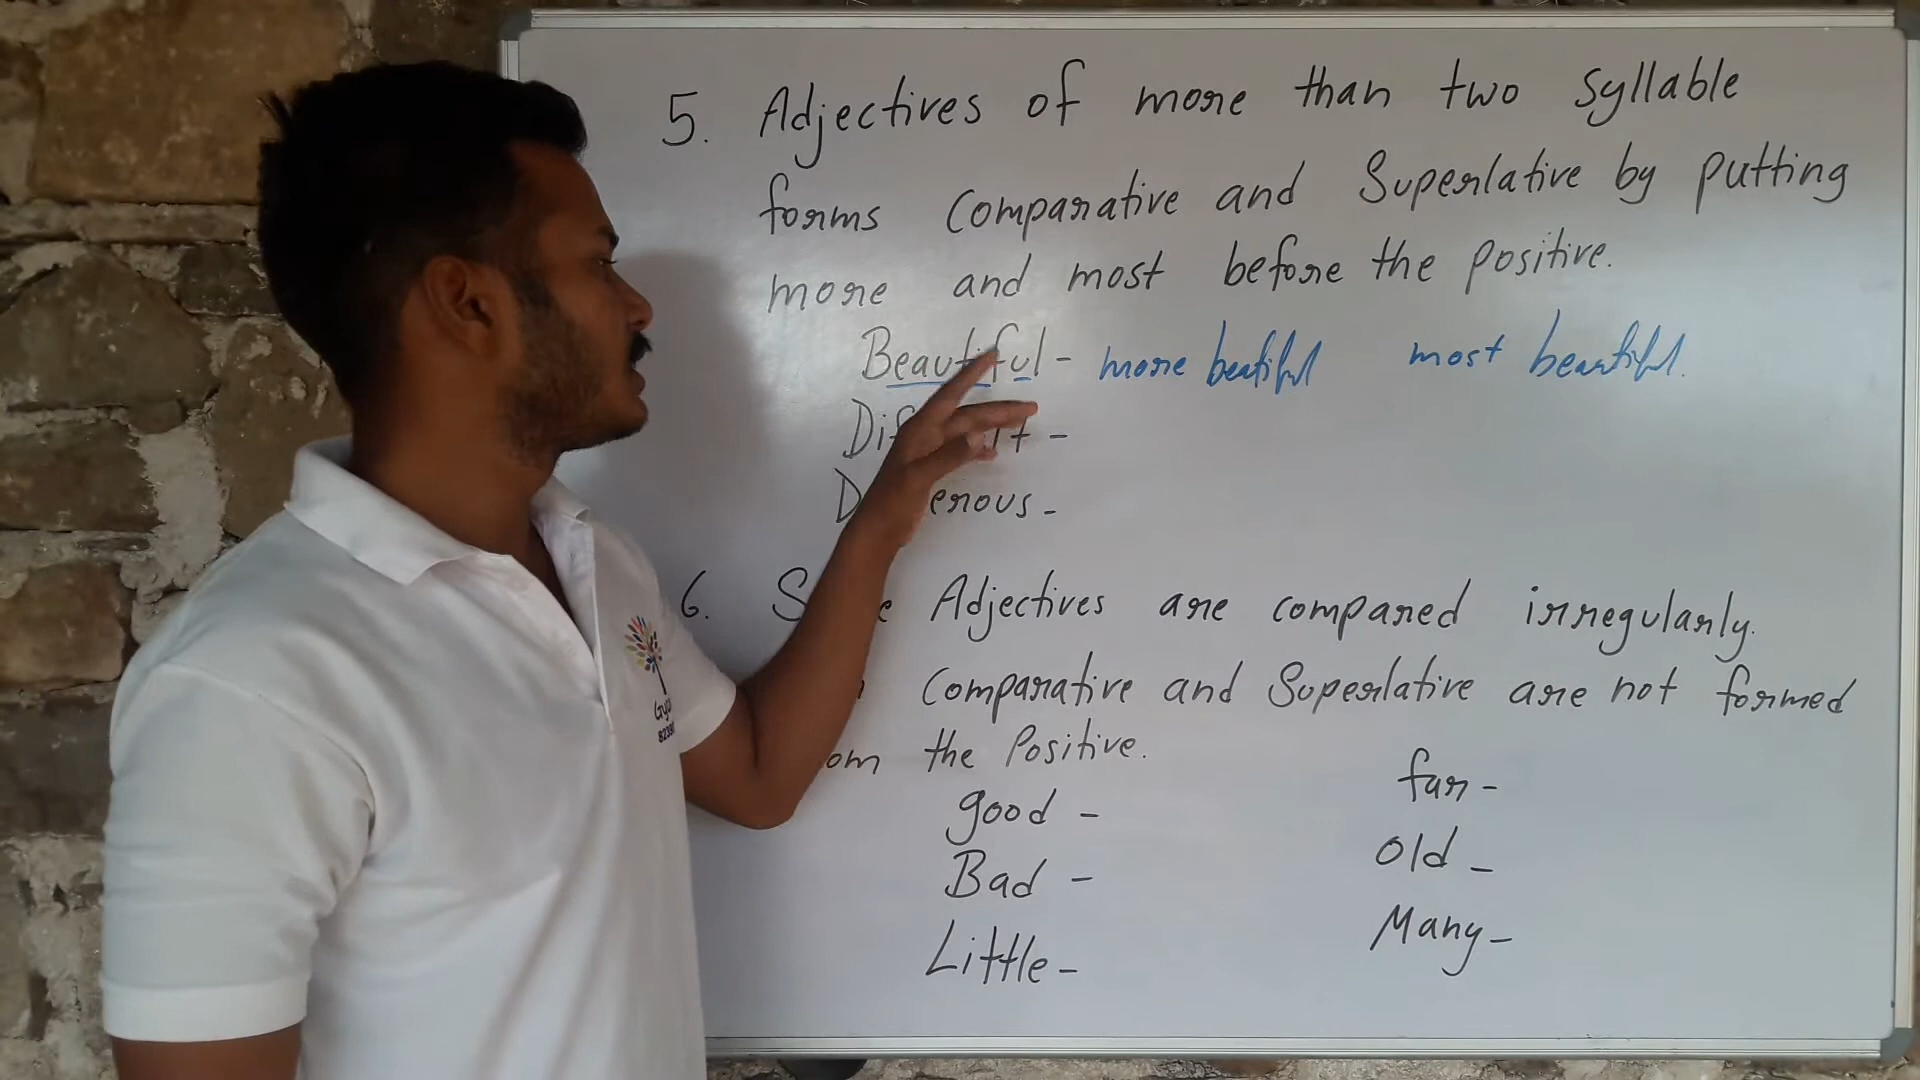 5. Adjectives of more than two syllable
forms Comparative and Superlative by putting
more and most before the positive.
Beautiful - more beatiful most beautiful.
-
-
6. Adjectives are compared irregularly.
Comparative and Superlative are not formed
the Positive.
good -
far -
Bad -
old -
Little -
Many -